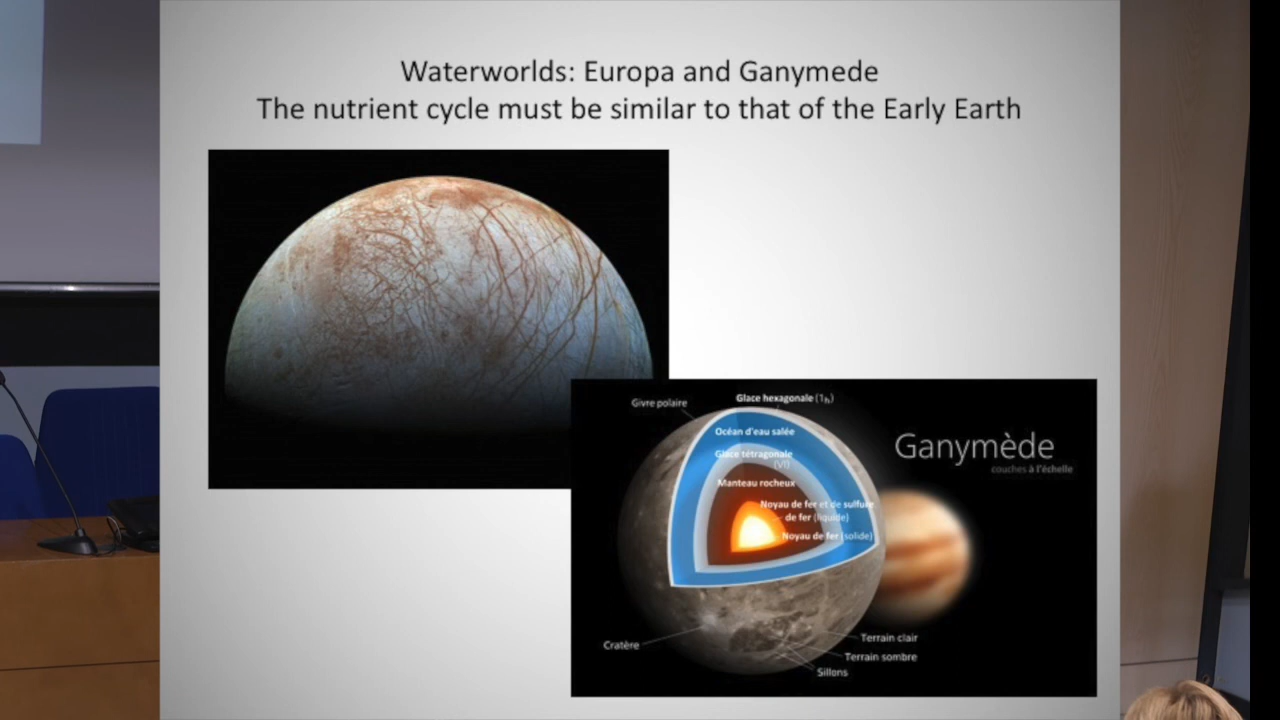 Waterworlds: Europa and Ganymede
The nutrient cycle must be similar to that of the Early Earth
Givre polaire
Glace hexagonale (1h)
Océan d'eau salée
Glace tétragonale
(VI)
Manteau rocheux
Noyau de fer et de sulfure
de fer (liquide)
Noyau de fer (solide)
Ganymède
couches à l'échelle
Cratère
Terrain clair
Terrain sombre
Sillons